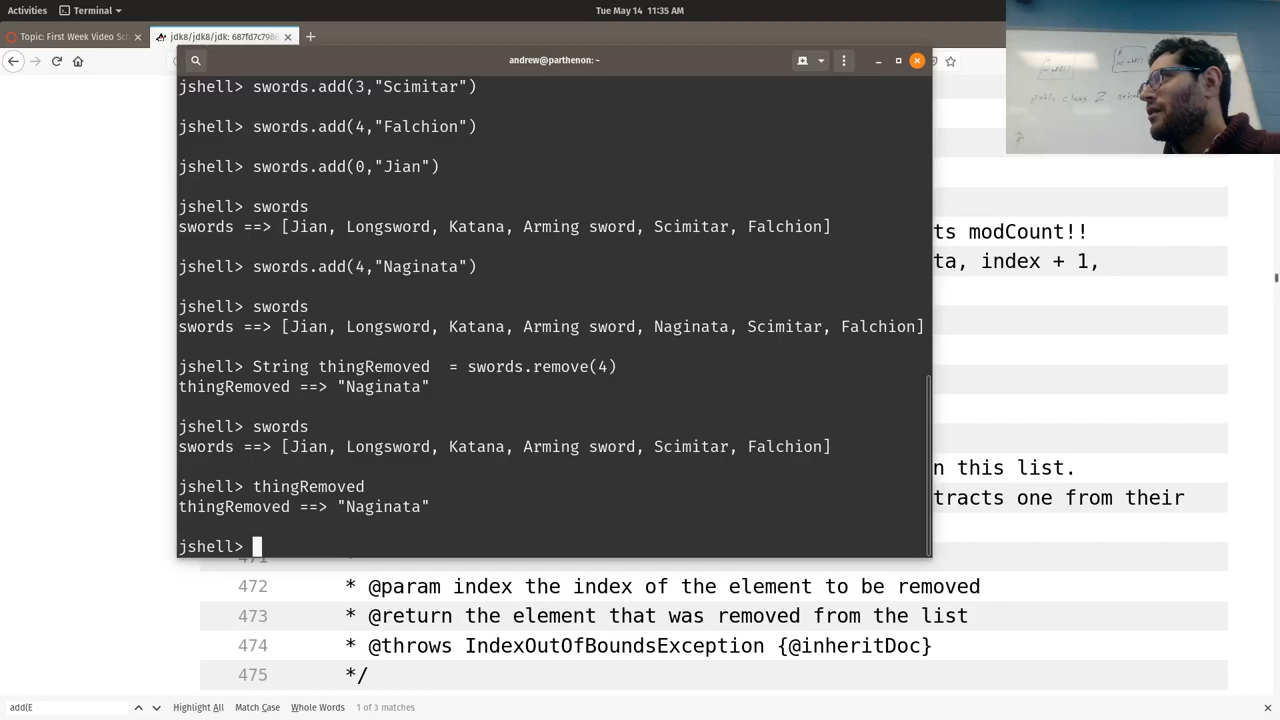 Activities
Terminal
Tue May 14 11:35 AM
Topic: First Week Video Sc
jdk8/jdk8/jdk: 687fd7c7986
andrew@parthenon: ~
jshell> swords.add(3,"Scimitar")
jshell> swords.add(4,"Falchion")
jshell> swords.add(0,"Jian")
jshell> swords
swords ==> [Jian, Longsword, Katana, Arming sword, Scimitar, Falchion]
jshell> swords.add(4,"Naginata")
jshell> swords
swords ==> [Jian, Longsword, Katana, Arming sword, Naginata, Scimitar, Falchion]
jshell> String thingRemoved  = swords.remove(4)
thingRemoved ==> "Naginata"
jshell> swords
swords ==> [Jian, Longsword, Katana, Arming sword, Scimitar, Falchion]
jshell> thingRemoved
thingRemoved ==> "Naginata"
jshell>
ts modCount!!
ta, index + 1,
n this list.
tracts one from their
471
472 * @param index the index of the element to be removed
473 * @return the element that was removed from the list
474 * @throws IndexOutOfBoundsException {@inheritDoc}
475 */
add(E
Highlight All
Match Case
Whole Words
1 of 3 matches
public class Z